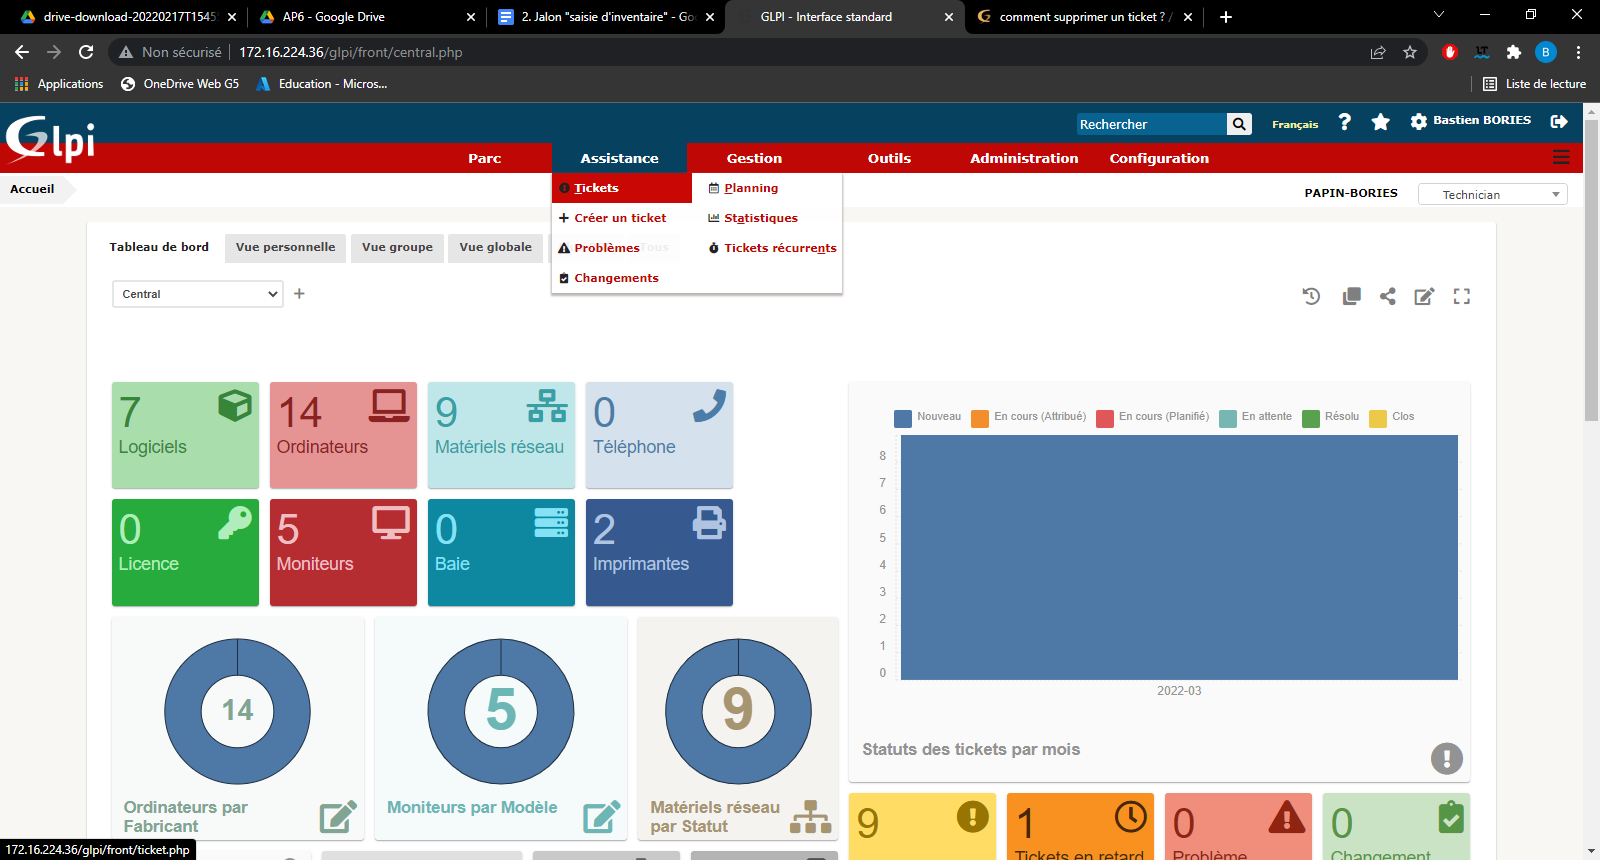 drive-download-20220217T1545
AP6 - Google Drive
2. Jalon "saisie d'inventaire" - Go
GLPI - Interface standard
comment supprimer un ticket ? /
Non sécurisé
172.16.224.36/glpi/front/central.php
B
Applications
OneDrive Web G5
Education - Micros...
Liste de lecture
Glpi
Rechercher
Français
Bastien BORIES
Parc
Assistance
Gestion
Outils
Administration
Configuration
Accueil
Tickets
Planning
PAPIN-BORIES
Technician
Créer un ticket
Statistiques
Problèmes
Tickets récurrents
Changements
Tableau de bord
Vue personnelle
Vue groupe
Vue globale
Central
7
Logiciels
14
Ordinateurs
9
Matériels réseau
0
Téléphone
0
Licence
5
Moniteurs
0
Baie
2
Imprimantes
Nouveau
En cours (Attribué)
En cours (Planifié)
En attente
Résolu
Clos
8
7
6
5
4
3
2
1
0
2022-03
Statuts des tickets par mois
14
Ordinateurs par
Fabricant
5
Moniteurs par Modèle
9
Matériels réseau
par Statut
9
1
Tickets en retard
0
Problème
0
Changement
172.16.224.36/glpi/front/ticket.php